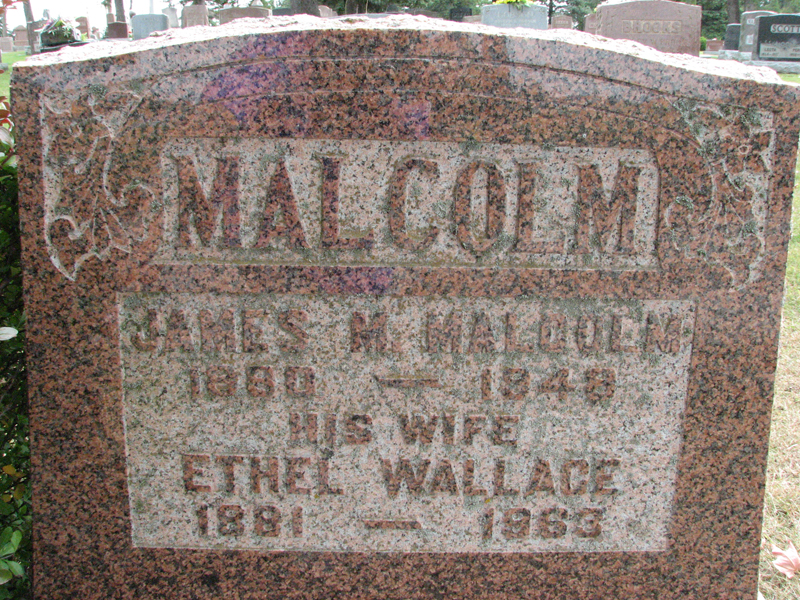 MALCOLM
JAMES M. MALCOLM
1880 — 1948
HIS WIFE
ETHEL WALLACE
1881 — 1963